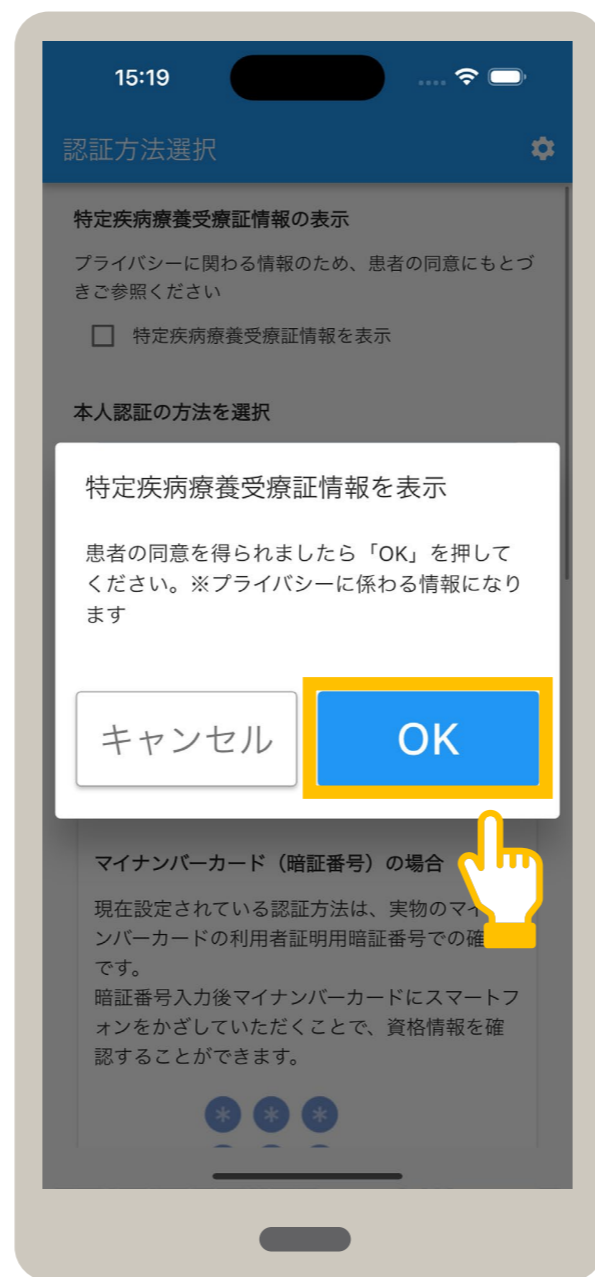 15:19
認証方法選択
特定疾病療養受療証情報の表示
プライバシーに関わる情報のため、患者の同意にもとづ
きご参照ください
特定疾病療養受療証情報を表示
本人認証の方法を選択
特定疾病療養受療証情報を表示
患者の同意を得られましたら「OK」を押して
ください。※プライバシーに係わる情報になり
ます
キャンセル
OK
マイナンバーカード（暗証番号）の場合
現在設定されている認証方法は、実物のマイ
ンバーカードの利用者証明用暗証番号での確
です。
暗証番号入力後マイナンバーカードにスマートフ
ォンをかざしていただくことで、資格情報を確
認することができます。